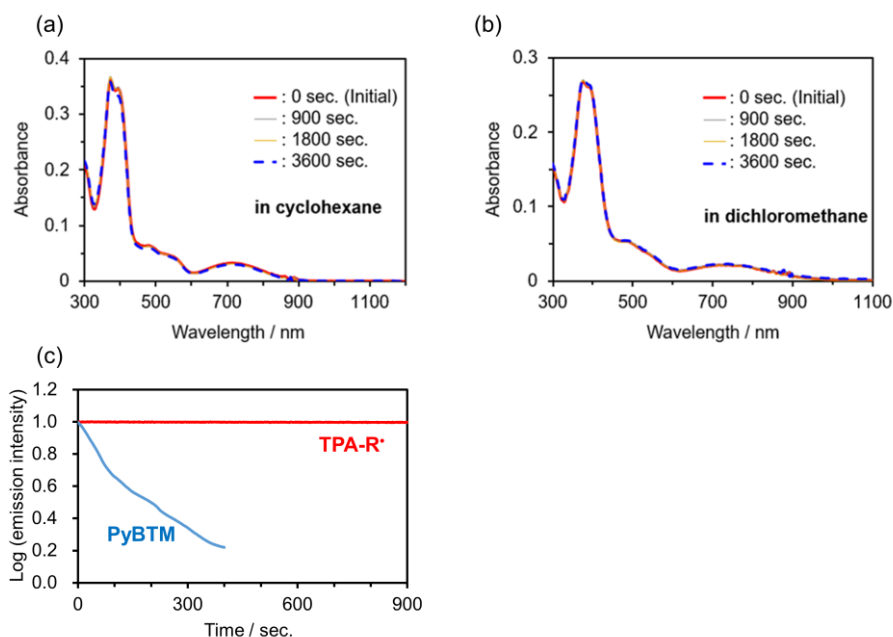 (a)
0.4
0.3
0.2
0.1
0
Absorbance
: 0 sec. (Initial)
: 900 sec.
: 1800 sec.
: 3600 sec.
in cyclohexane
300 500 700 900 1100
Wavelength / nm
(b)
0.3
0.2
0.1
0
Absorbance
: 0 sec. (Initial)
: 900 sec.
: 1800 sec.
: 3600 sec.
in dichloromethane
300 500 700 900 1100
Wavelength / nm
(c)
1.2
1.0
0.8
0.6
0.4
0.2
0.0
Log (emission intensity)
TPA-R•
PyBTM
0 300 600 900
Time / sec.